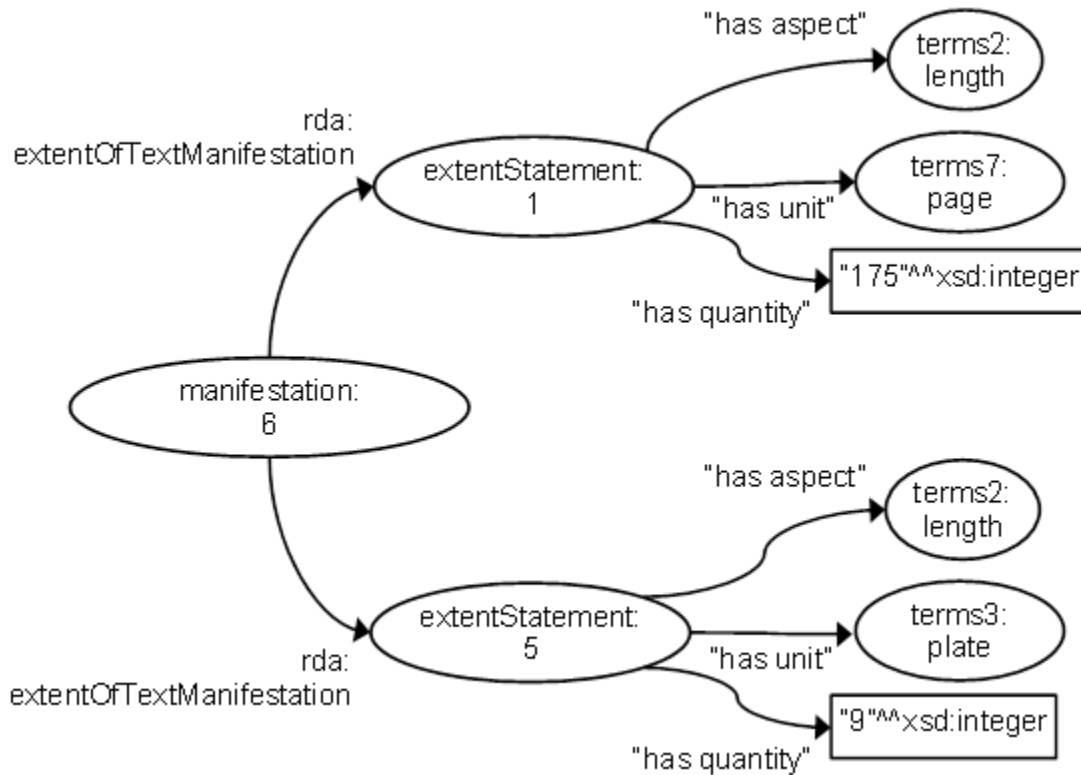 "has aspect"
terms2:
length
rda:
extentOfTextManifestation
extentStatement:
1
terms7:
page
"has unit"
"175"^^xsd:integer
"has quantity"
manifestation:
6
"has aspect"
terms2:
length
extentStatement:
5
terms3:
plate
"has unit"
rda:
extentOfTextManifestation
"9"^^xsd:integer
"has quantity"